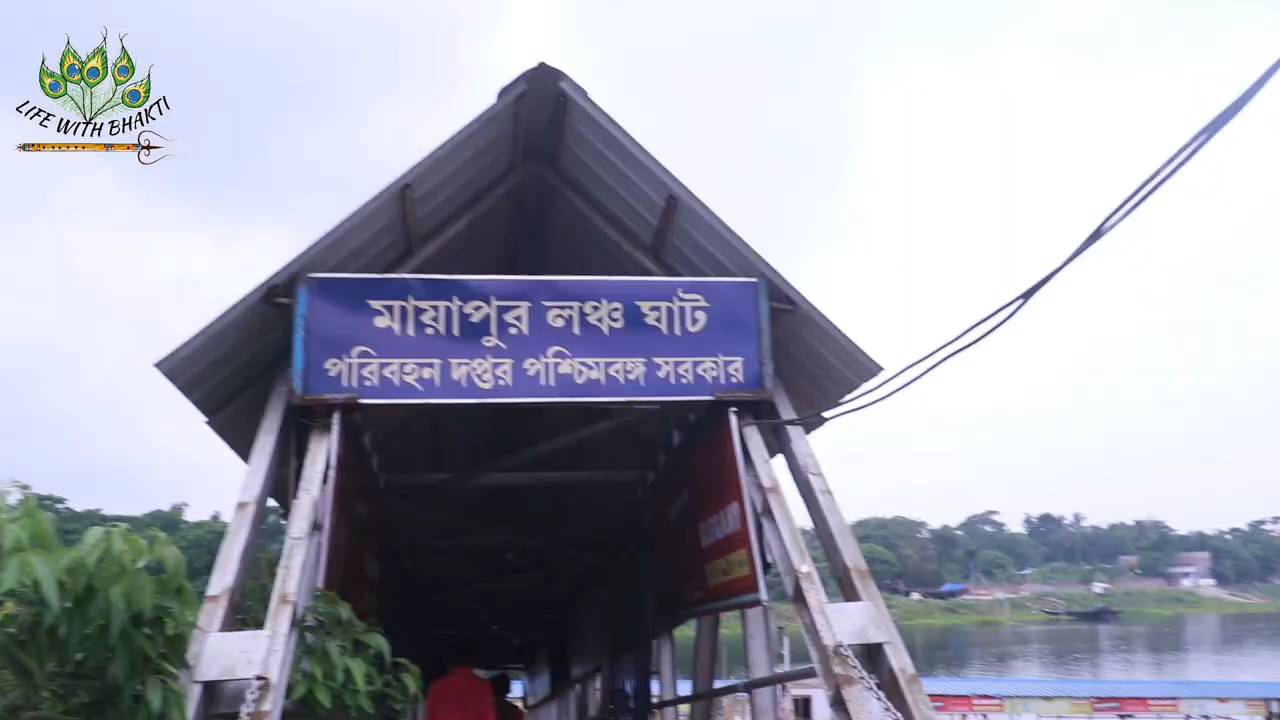 LIFE WITH BHAKTI
মায়াপুর লঞ্চ ঘাট
পরিবহন দপ্তর পশ্চিমবঙ্গ সরকার